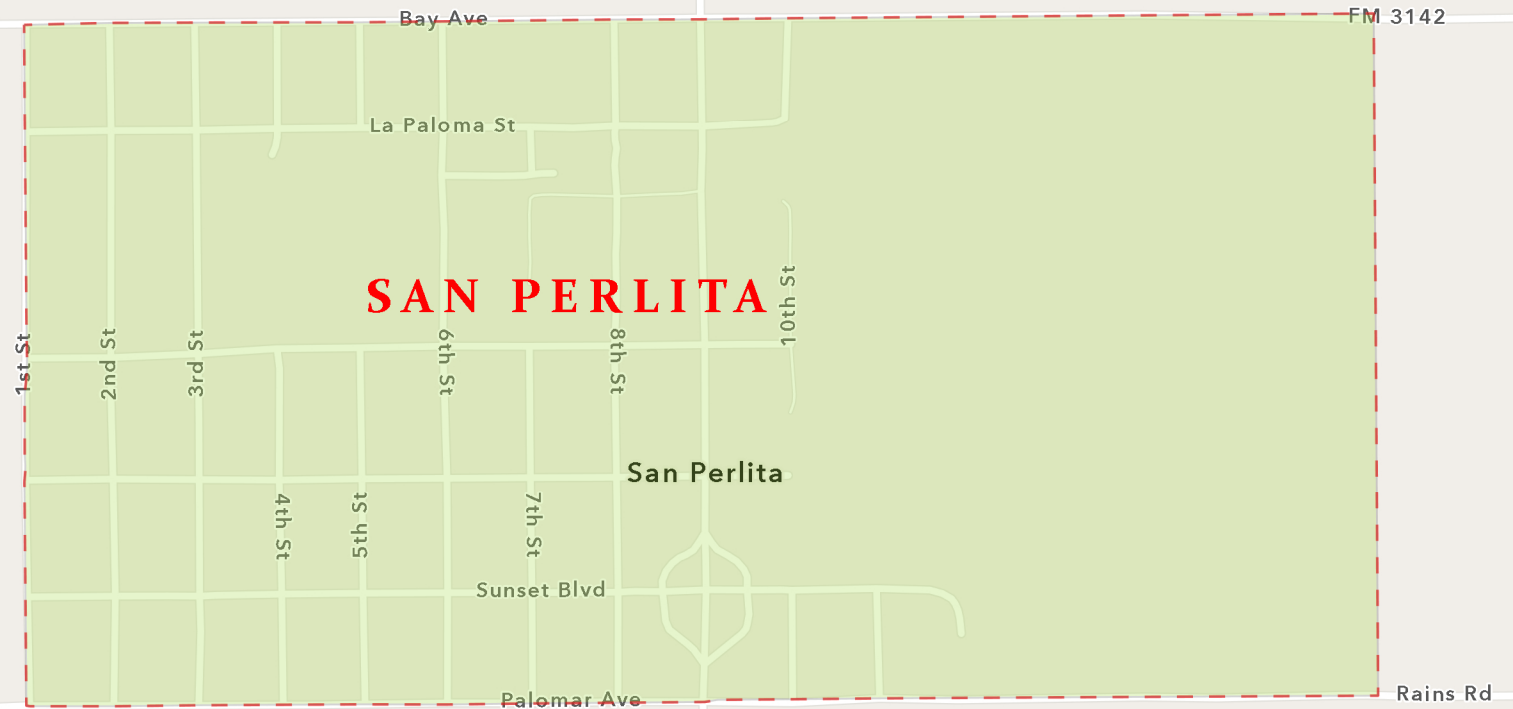 Bay Ave
FM 3142
La Paloma St
SAN PERLITA
10th St
1st St
2nd St
3rd St
6th St
8th St
San Perlita
4th St
5th St
7th St
Sunset Blvd
Palomar Ave
Rains Rd